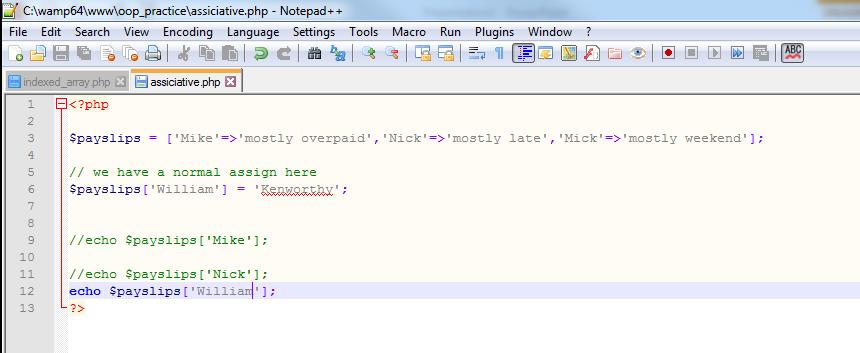 C:\wamp64\www\oop_practice\assiciative.php - Notepad++
File Edit Search View Encoding Language Settings Tools Macro Run Plugins Window ?
ABC
indexed_array.php assiciative.php
1 <?php
2
3 $payslips = ['Mike'=>'mostly overpaid','Nick'=>'mostly late','Mick'=>'mostly weekend'];
4
5 // we have a normal assign here
6 $payslips['William'] = 'Kenworthy';
7
8
9 //echo $payslips['Mike'];
10
11 //echo $payslips['Nick'];
12 echo $payslips['William'];
13 ?>